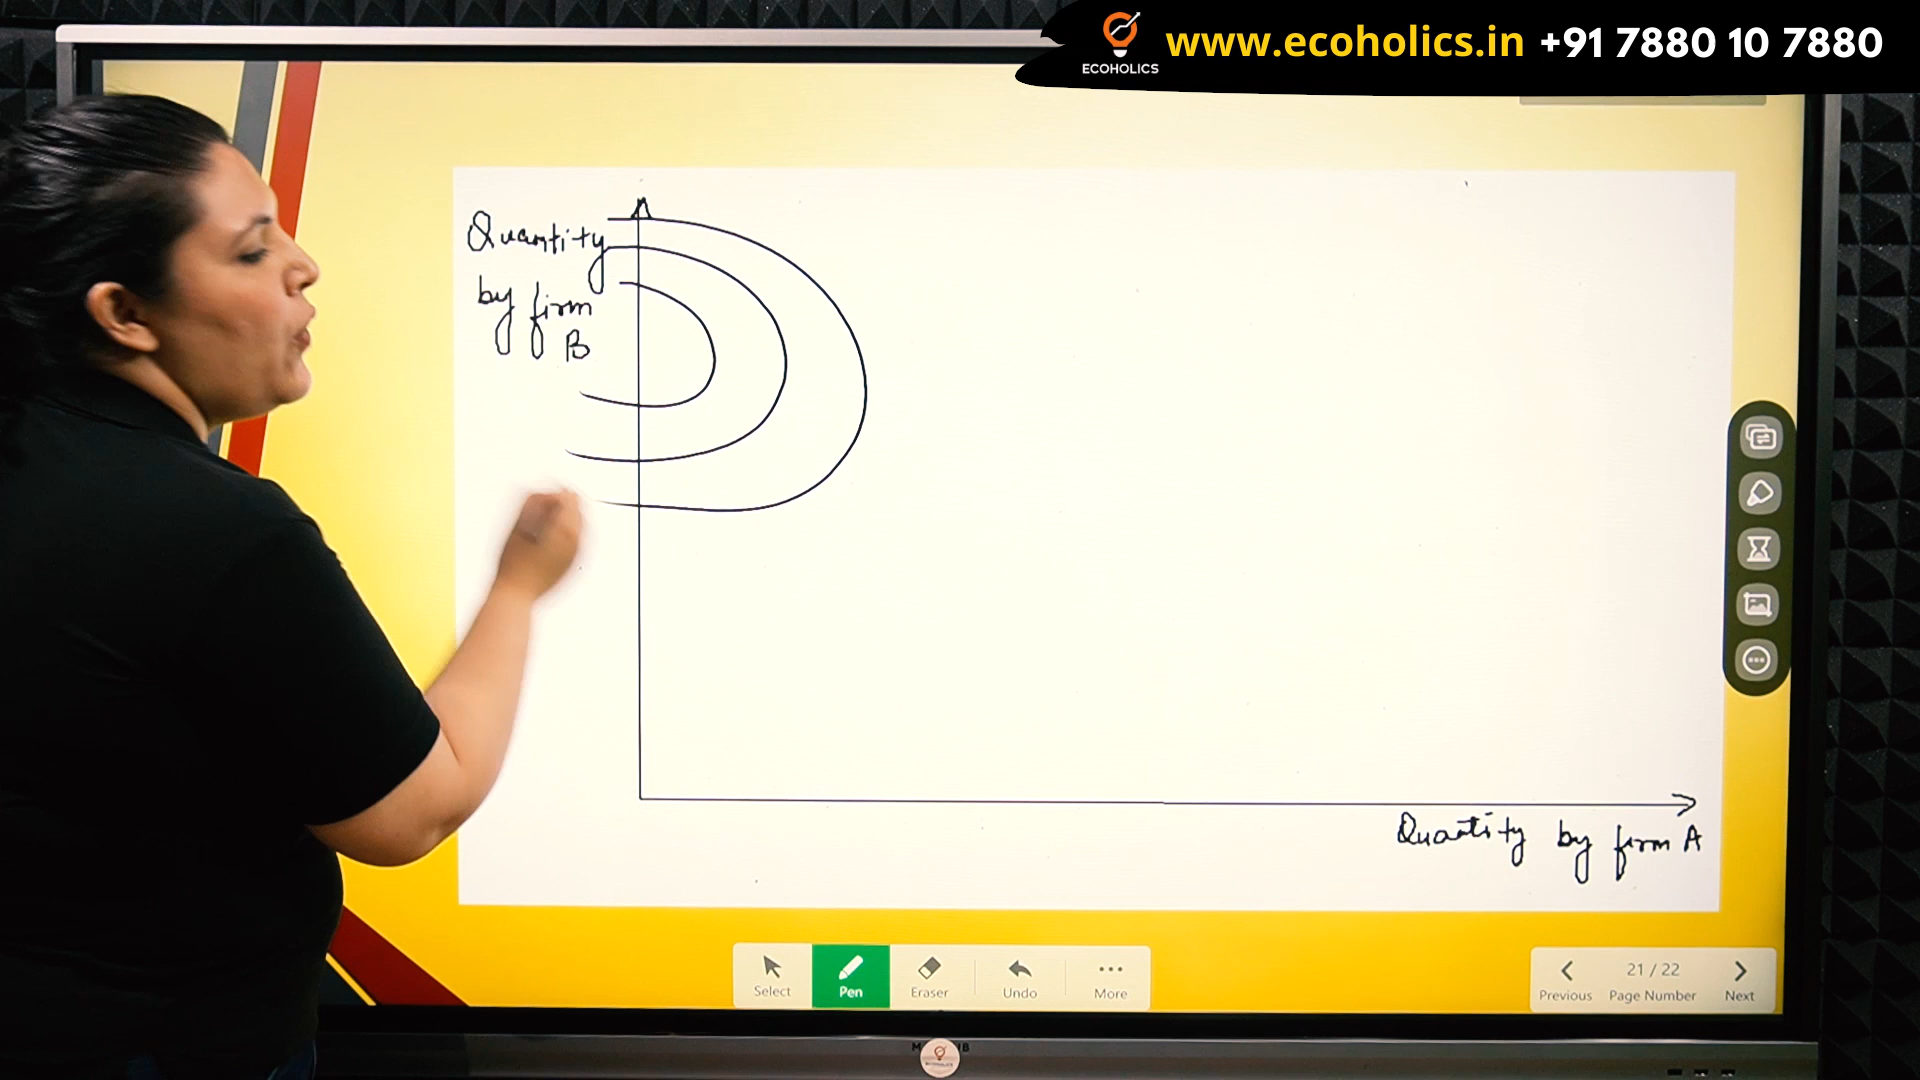 www.ecoholics.in +91 7880 10 7880
ECOHOLICS
Quantity
by firm
B
Quantity by firm A
Select
Pen
Eraser
Undo
More
21 / 22
Previous
Page Number
Next